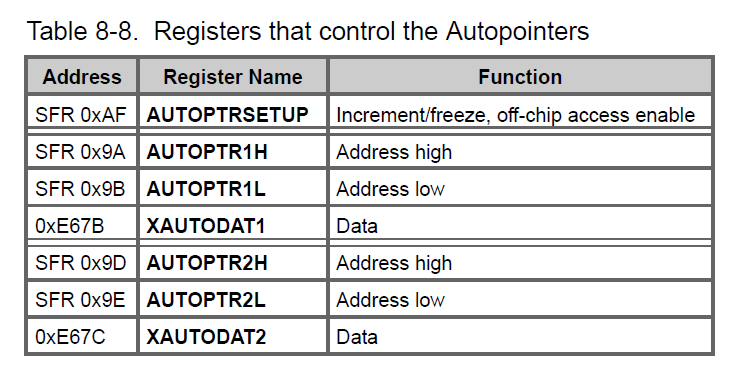 Table 8-8. Registers that control the Autopointers
Address Register Name Function
SFR 0xAF AUTOPTRSETUP Increment/freeze, off-chip access enable
SFR 0x9A AUTOPTR1H Address high
SFR 0x9B AUTOPTR1L Address low
0xE67B XAUTODAT1 Data
SFR 0x9D AUTOPTR2H Address high
SFR 0x9E AUTOPTR2L Address low
0xE67C XAUTODAT2 Data